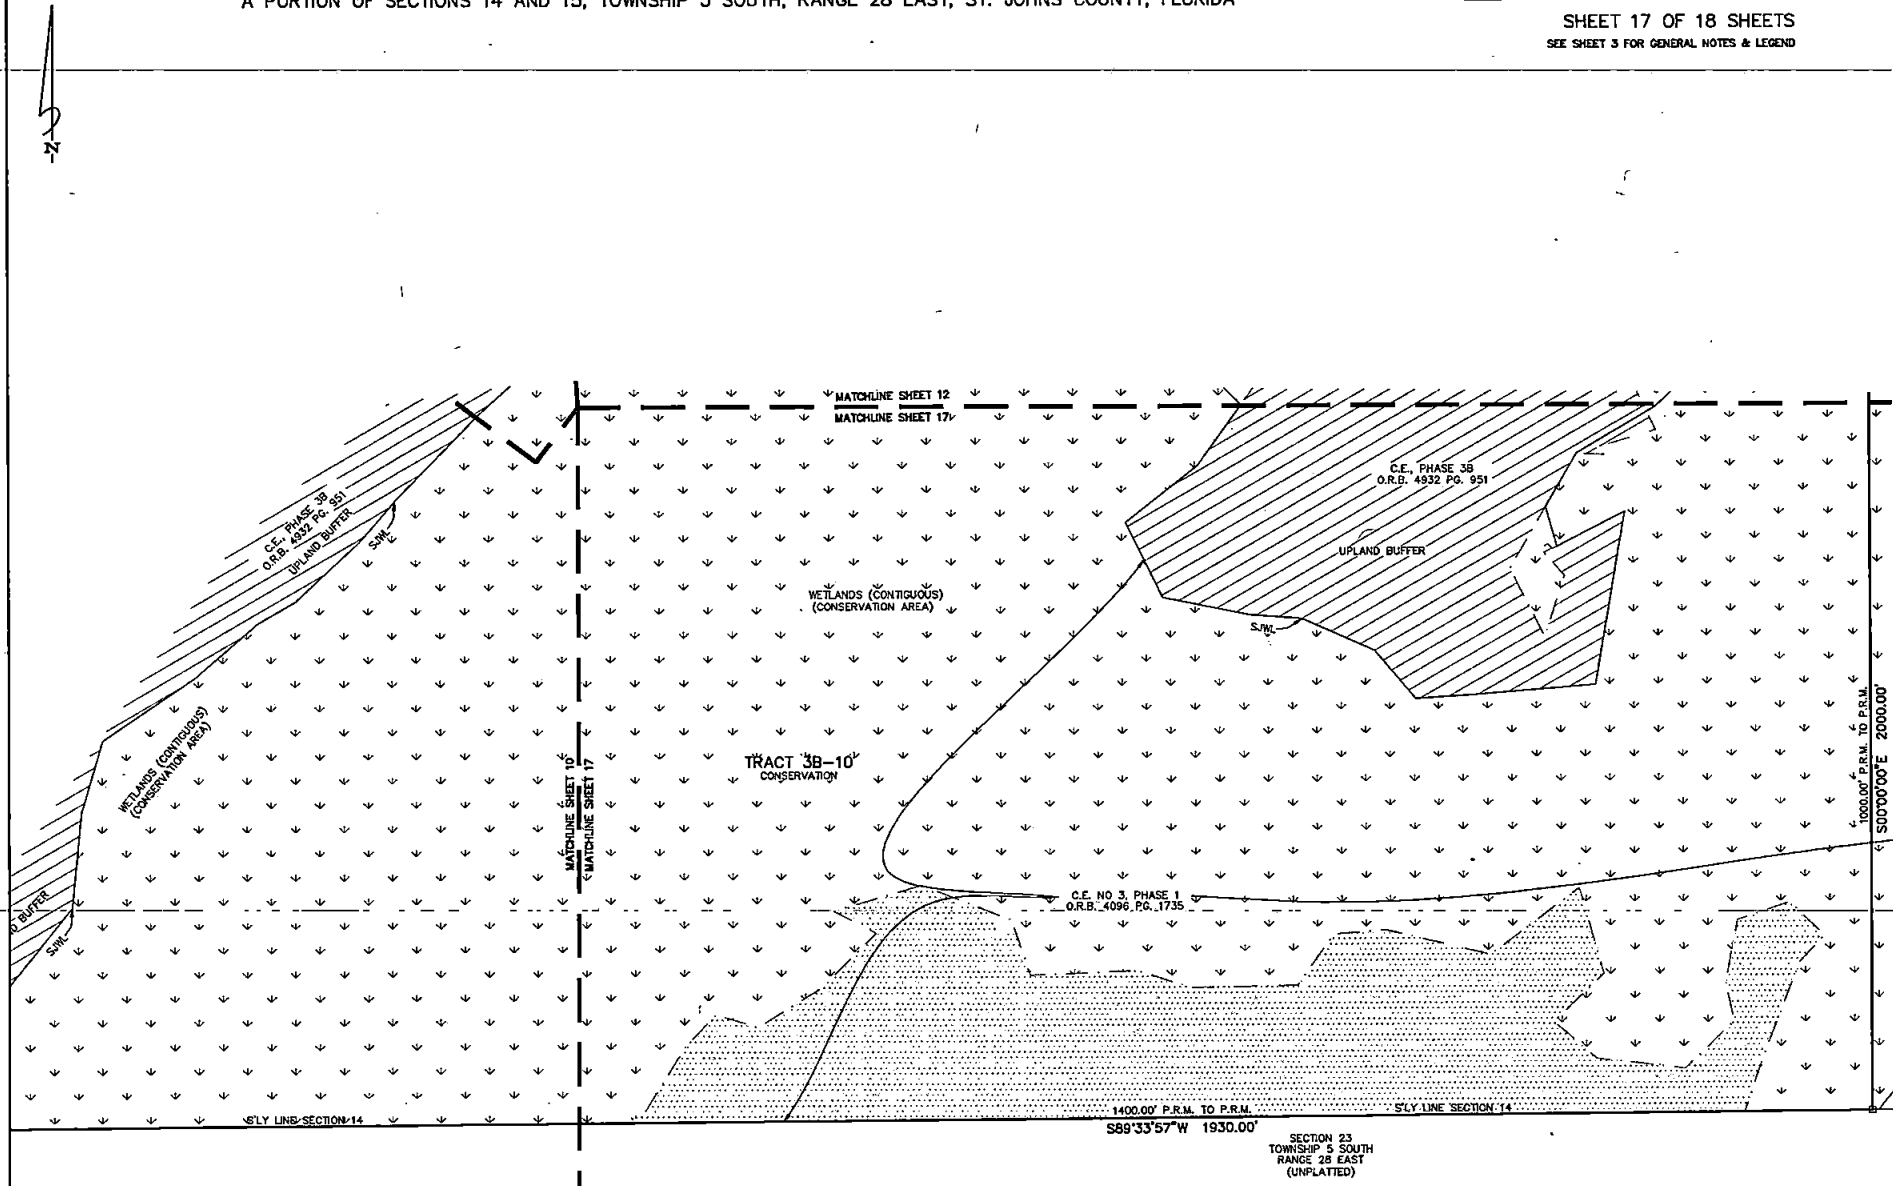 A PORTION OF SECTIONS 14 AND 15, TOWNSHIP 5 SOUTH, RANGE 28 EAST, ST. JOHNS COUNTY, FLORIDA
SHEET 17 OF 18 SHEETS
SEE SHEET 3 FOR GENERAL NOTES & LEGEND
N
MATCHLINE SHEET 12
MATCHLINE SHEET 17
C.E., PHASE 3B
O.R.B. 4932 PG. 951
UPLAND BUFFER
SJWL
C.E., PHASE 3B
O.R.B. 4932 PG. 951
UPLAND BUFFER
SJWL
WETLANDS (CONTIGUOUS)
(CONSERVATION AREA)
WETLANDS (CONTIGUOUS)
(CONSERVATION AREA)
TRACT 3B-10
CONSERVATION
MATCHLINE SHEET 10
MATCHLINE SHEET 17
1000.00' P.R.M. TO P.R.M.
S00°00'00"E 2000.00'
D BUFFER
SJWL
C.E. NO 3, PHASE 1
O.R.B. 4096 PG. 1735
S'LY LINE SECTION 14
1400.00' P.R.M. TO P.R.M.
S'LY LINE SECTION 14
S89°33'57"W 1930.00'
SECTION 23
TOWNSHIP 5 SOUTH
RANGE 28 EAST
(UNPLATTED)